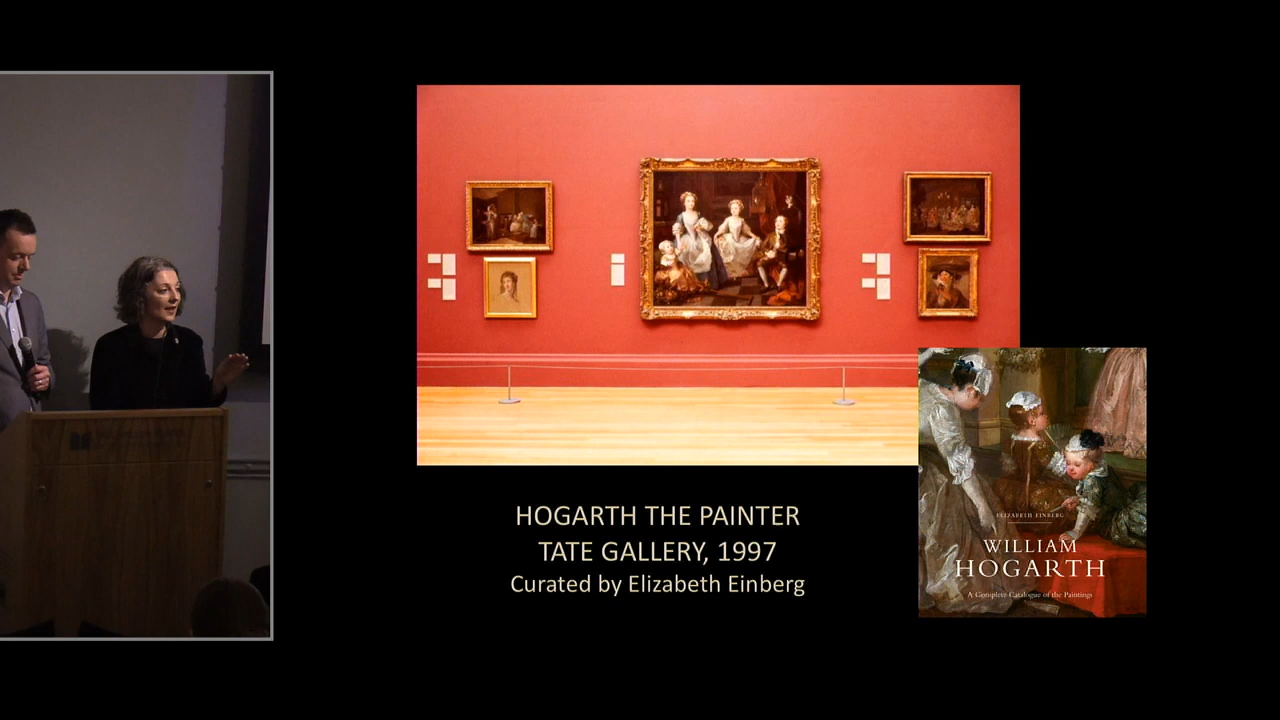 HOGARTH THE PAINTER
TATE GALLERY, 1997
Curated by Elizabeth Einberg
ELIZABETH EINBERG
WILLIAM
HOGARTH
A Complete Catalogue of the Paintings